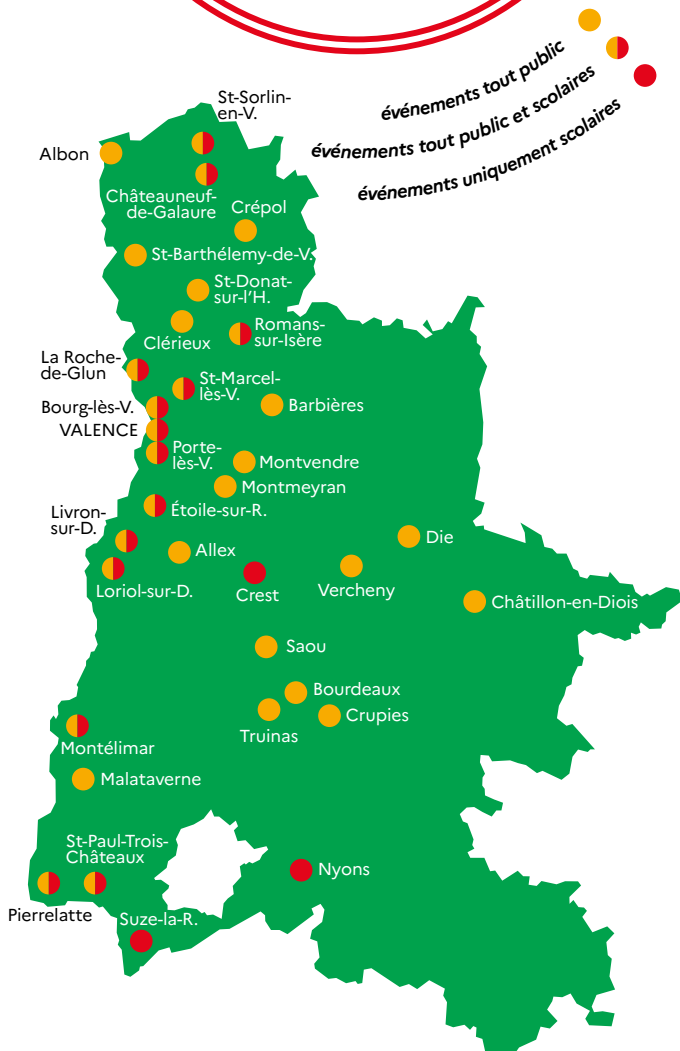 événements tout public
événements tout public et scolaires
événements uniquement scolaires
St-Sorlin-
en-V.
Albon
Châteauneuf-
de-Galaure
Crépol
St-Barthélemy-de-V.
St-Donat-
sur-l'H.
Clérieux
Romans-
sur-Isère
La Roche-
de-Glun
St-Marcel-
lès-V.
Bourg-lès-V.
Barbières
VALENCE
Porte-
lès-V.
Montvendre
Montmeyran
Étoile-sur-R.
Livron-
sur-D.
Allex
Die
Loriol-sur-D.
Crest
Vercheny
Châtillon-en-Diois
Saou
Bourdeaux
Crupies
Truinas
Montélimar
Malataverne
St-Paul-Trois-
Châteaux
Nyons
Pierrelatte
Suze-la-R.